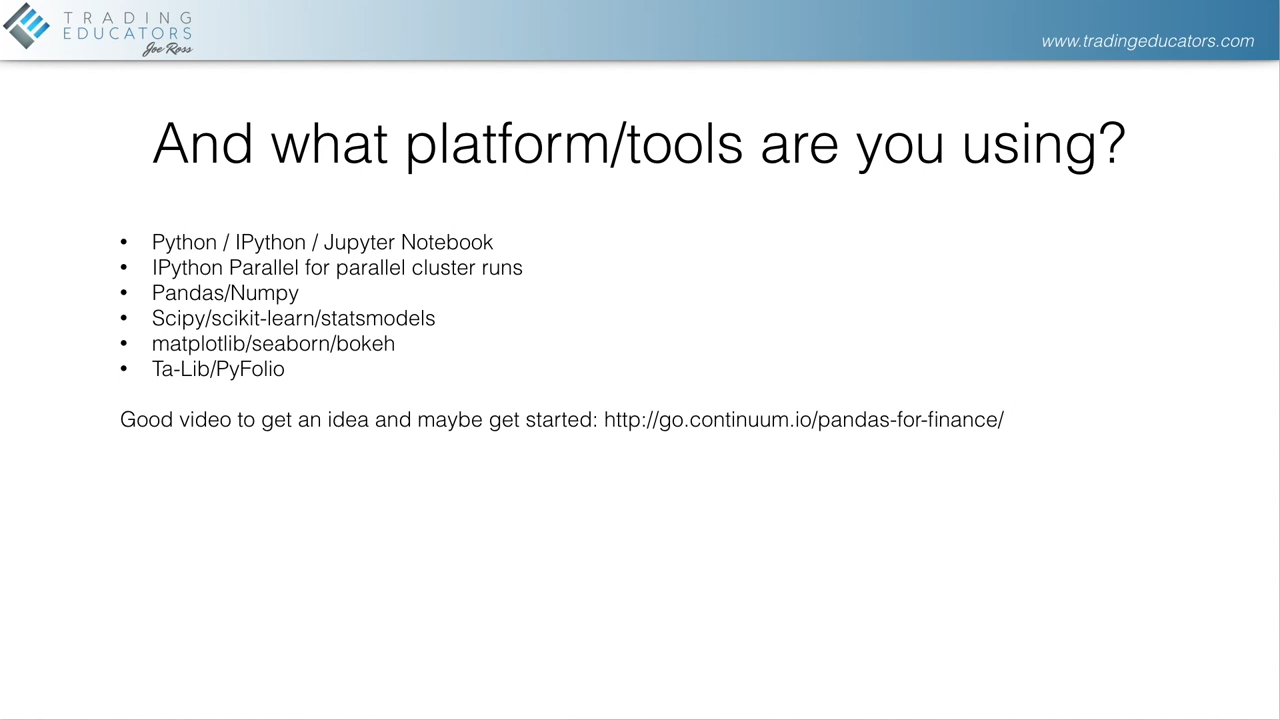 TRADING
EDUCATORS
Joe Ross
www.tradingeducators.com
And what platform/tools are you using?
• Python / IPython / Jupyter Notebook
• IPython Parallel for parallel cluster runs
• Pandas/Numpy
• Scipy/scikit-learn/statsmodels
• matplotlib/seaborn/bokeh
• Ta-Lib/PyFolio
Good video to get an idea and maybe get started: http://go.continuum.io/pandas-for-finance/